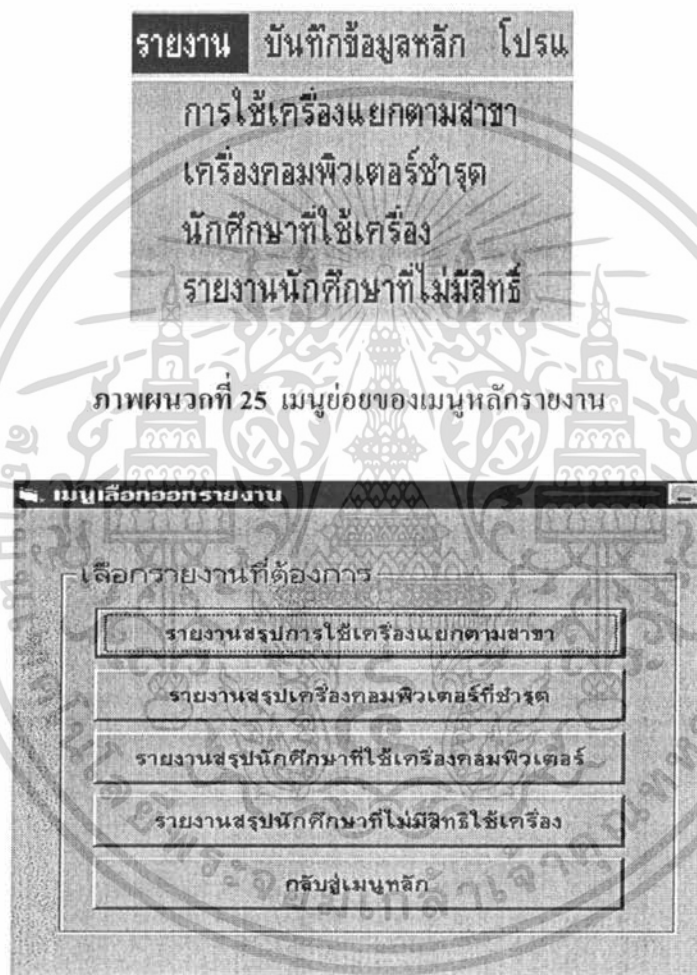 รายงาน บันทึกข้อมูลหลัก โปรแ
การใช้เครื่องแยกตามสาขา
เครื่องคอมพิวเตอร์ชำรุด
นักศึกษาที่ใช้เครื่อง
รายงานนักศึกษาที่ไม่มีสิทธิ์
ภาพผนวกที่ 25 เมนูย่อยของเมนูหลักรายงาน
เมนูเลือกออกรายงาน
เลือกรายงานที่ต้องการ
รายงานสรุปการใช้เครื่องแยกตามสาขา
รายงานสรุปเครื่องคอมพิวเตอร์ที่ชำรุด
รายงานสรุปนักศึกษาที่ใช้เครื่องคอมพิวเตอร์
รายงานสรุปนักศึกษาที่ไม่มีสิทธิใช้เครื่อง
กลับสู่เมนูหลัก